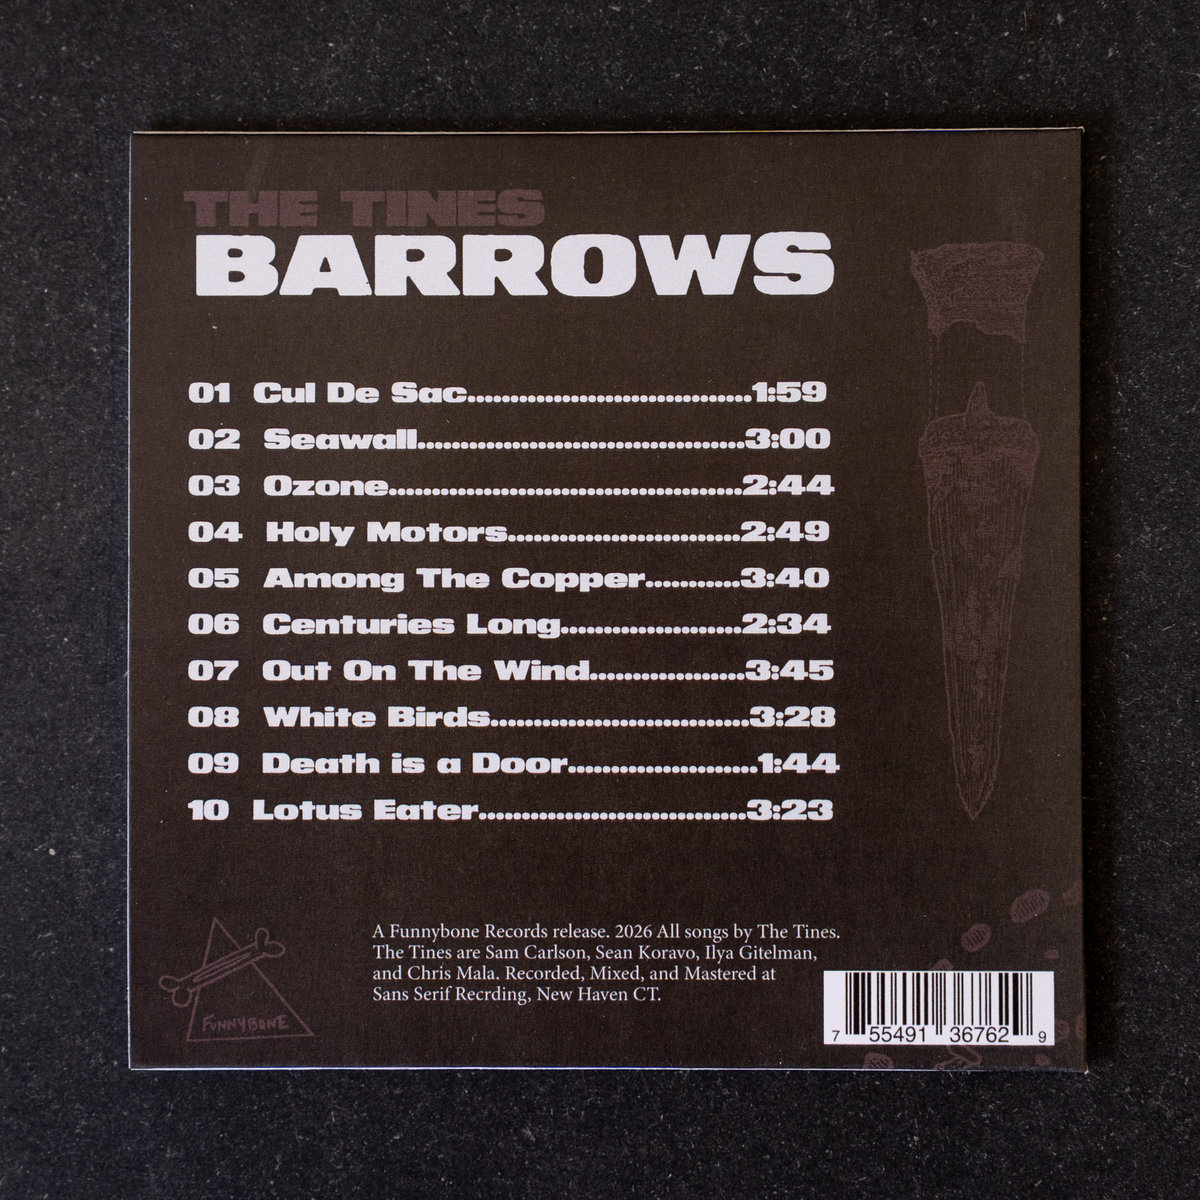 THE TINES
BARROWS
01 Cul De Sac........................................1:59
02 Seawall..............................................3:00
03 Ozone..................................................2:44
04 Holy Motors.................................2:49
05 Among The Copper.............3:40
06 Centuries Long..........................2:34
07 Out On The Wind......................3:45
08 White Birds.....................................3:28
09 Death is a Door...........................1:44
10 Lotus Eater......................................3:23
A Funnybone Records release. 2026 All songs by The Tines.
The Tines are Sam Carlson, Sean Koravo, Ilya Gitelman,
and Chris Mala. Recorded, Mixed, and Mastered at
Sans Serif Recrding, New Haven CT.
FUNNYBONE
7 55491 36762 9